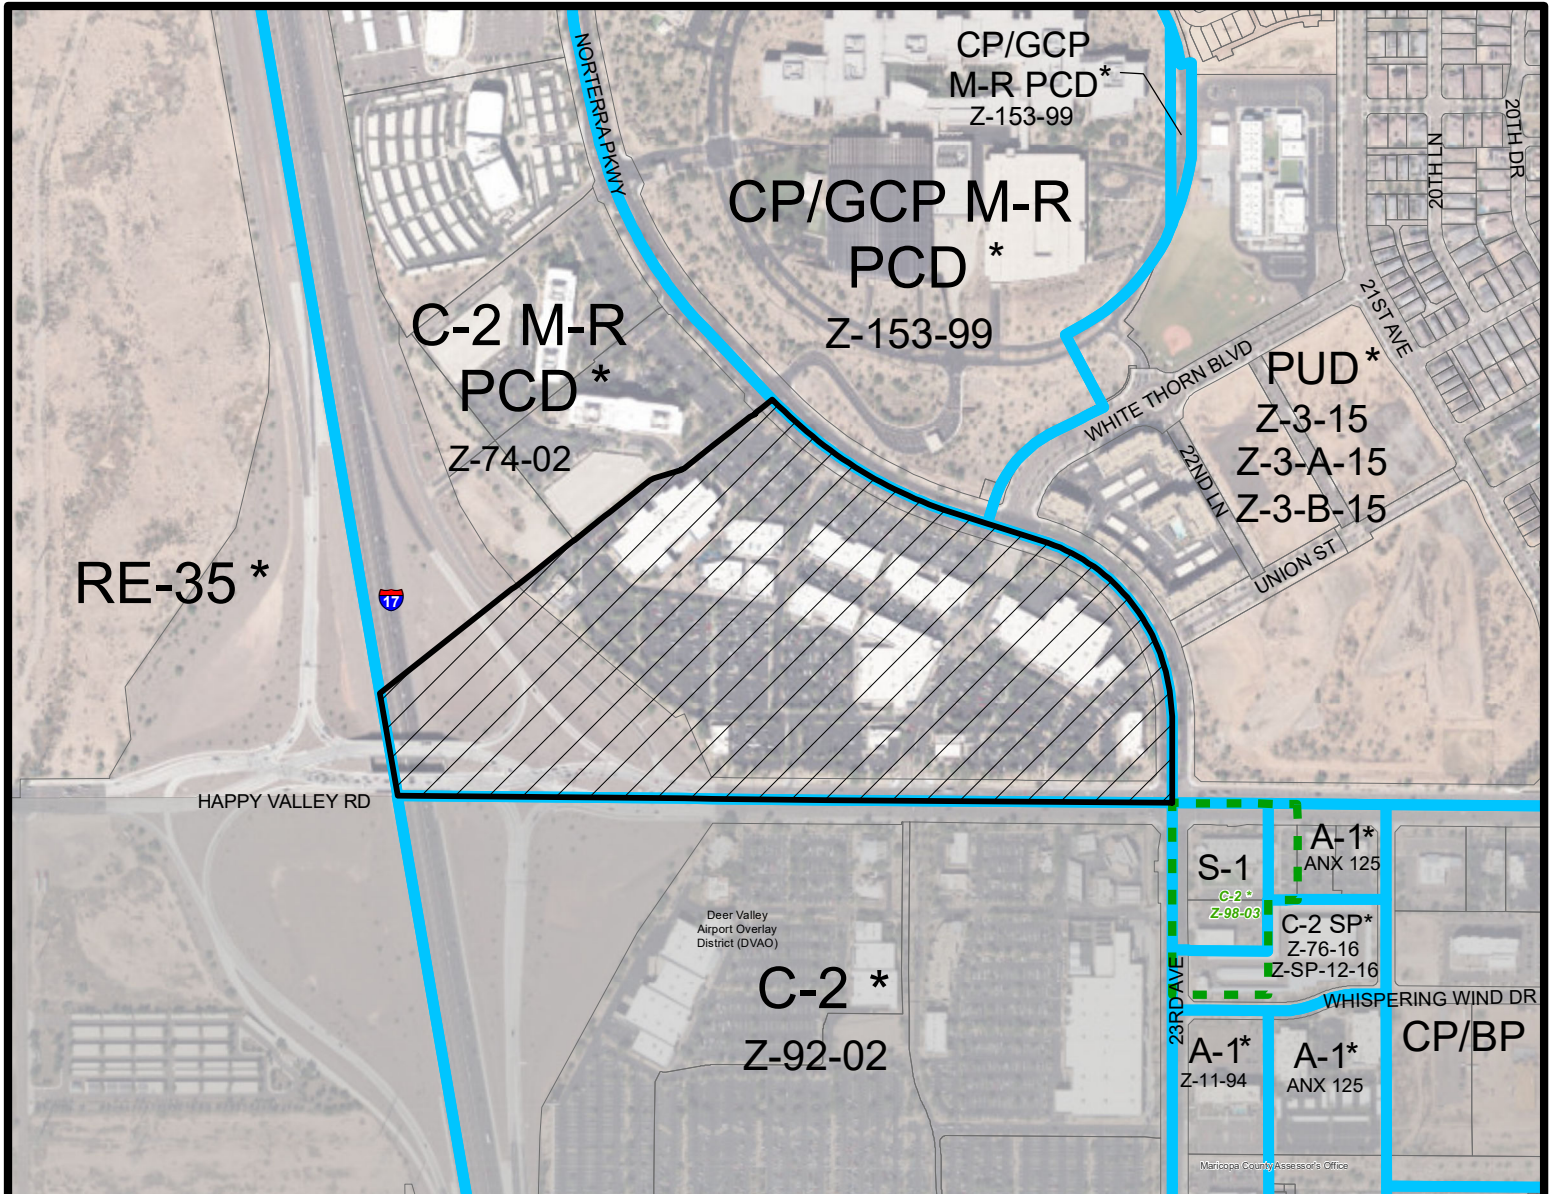 CP/GCP
M-R PCD*
Z-153-99
NORTERRA PKWY
CP/GCP M-R
PCD *
Z-153-99
20TH LN
20TH DR
21ST AVE
C-2 M-R
PCD *
Z-74-02
WHITE THORN BLVD
PUD *
Z-3-15
Z-3-A-15
Z-3-B-15
22ND LN
UNION ST
RE-35 *
17
HAPPY VALLEY RD
S-1
C-2 *
Z-98-03
A-1*
ANX 125
Deer Valley
Airport Overlay
District (DVAO)
C-2 *
Z-92-02
C-2 SP*
Z-76-16
Z-SP-12-16
23RD AVE
WHISPERING WIND DR
CP/BP
A-1*
Z-11-94
A-1*
ANX 125
Maricopa County Assessor's Office